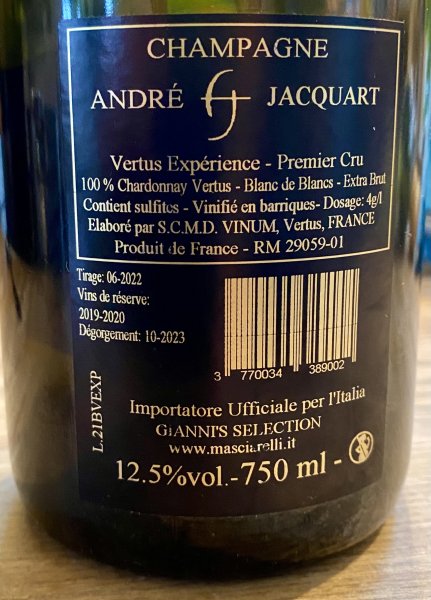 CHAMPAGNE
ANDRÉ AJ JACQUART
Vertus Expérience - Premier Cru
100 % Chardonnay Vertus - Blanc de Blancs - Extra Brut
Contient sulfites - Vinifié en barriques- Dosage: 4g/l
Elaboré par S.C.M.D. VINUM, Vertus, FRANCE
Produit de France - RM 29059-01
Tirage: 06-2022
Vins de réserve:
2019-2020
Dégorgement: 10-2023
L.21BVEXP
3 770034 389002
Importatore Ufficiale per l'Italia
GIANNI'S SELECTION
www.masciarelli.it
12.5%vol.-750 ml -